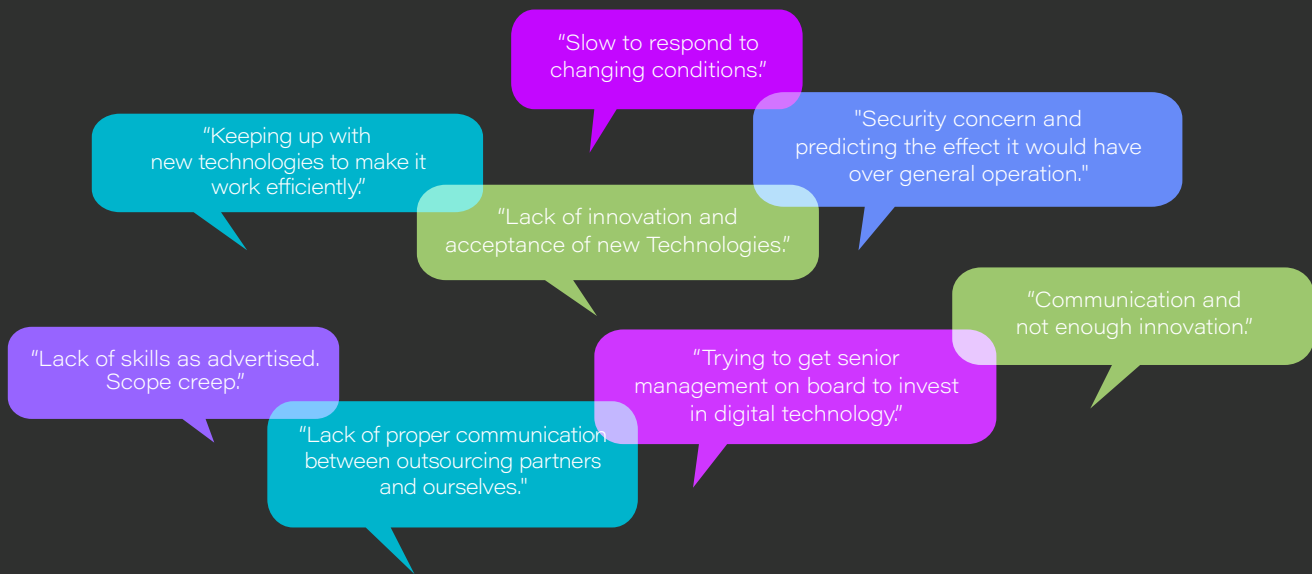 “Slow to respond to
changing conditions.”
"Security concern and
predicting the effect it would have
over general operation."
“Keeping up with
new technologies to make it
work efficiently.”
“Lack of innovation and
acceptance of new Technologies.”
“Communication and
not enough innovation.”
“Lack of skills as advertised.
Scope creep.”
“Trying to get senior
management on board to invest
in digital technology.”
“Lack of proper communication
between outsourcing partners
and ourselves."